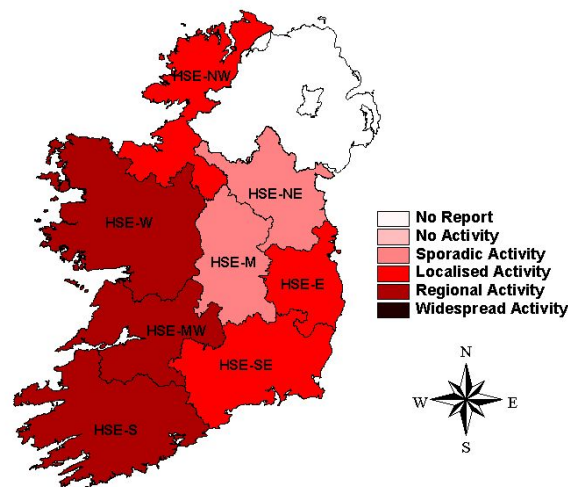 HSE-NW
HSE-NE
HSE-W
HSE-M
HSE-E
HSE-MW
HSE-SE
HSE-S
No Report
No Activity
Sporadic Activity
Localised Activity
Regional Activity
Widespread Activity
N
W E
S